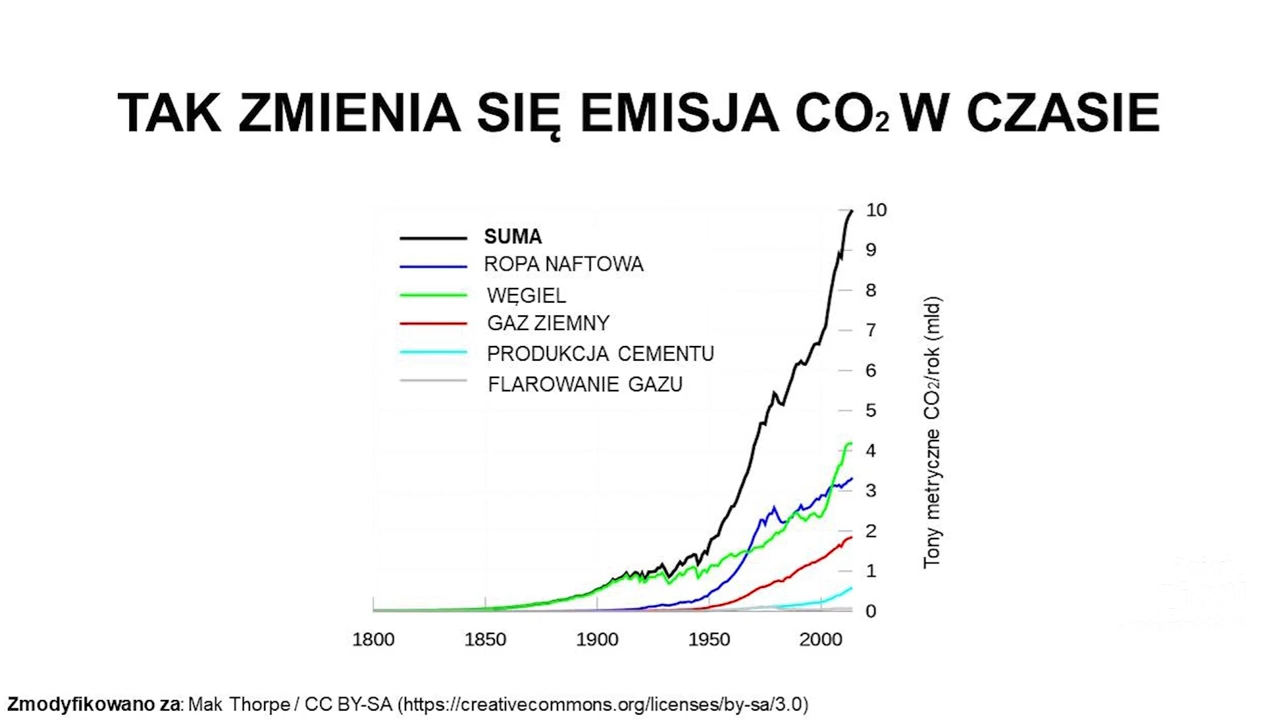 TAK ZMIENIA SIĘ EMISJA CO₂ W CZASIE
SUMA
ROPA NAFTOWA
WĘGIEL
GAZ ZIEMNY
PRODUKCJA CEMENTU
FLAROWANIE GAZU
10
9
8
7
6
5
4
3
2
1
0
Tony metryczne CO₂/rok (mld)
1800 1850 1900 1950 2000
Zmodyfikowano za: Mak Thorpe / CC BY-SA (https://creativecommons.org/licenses/by-sa/3.0)